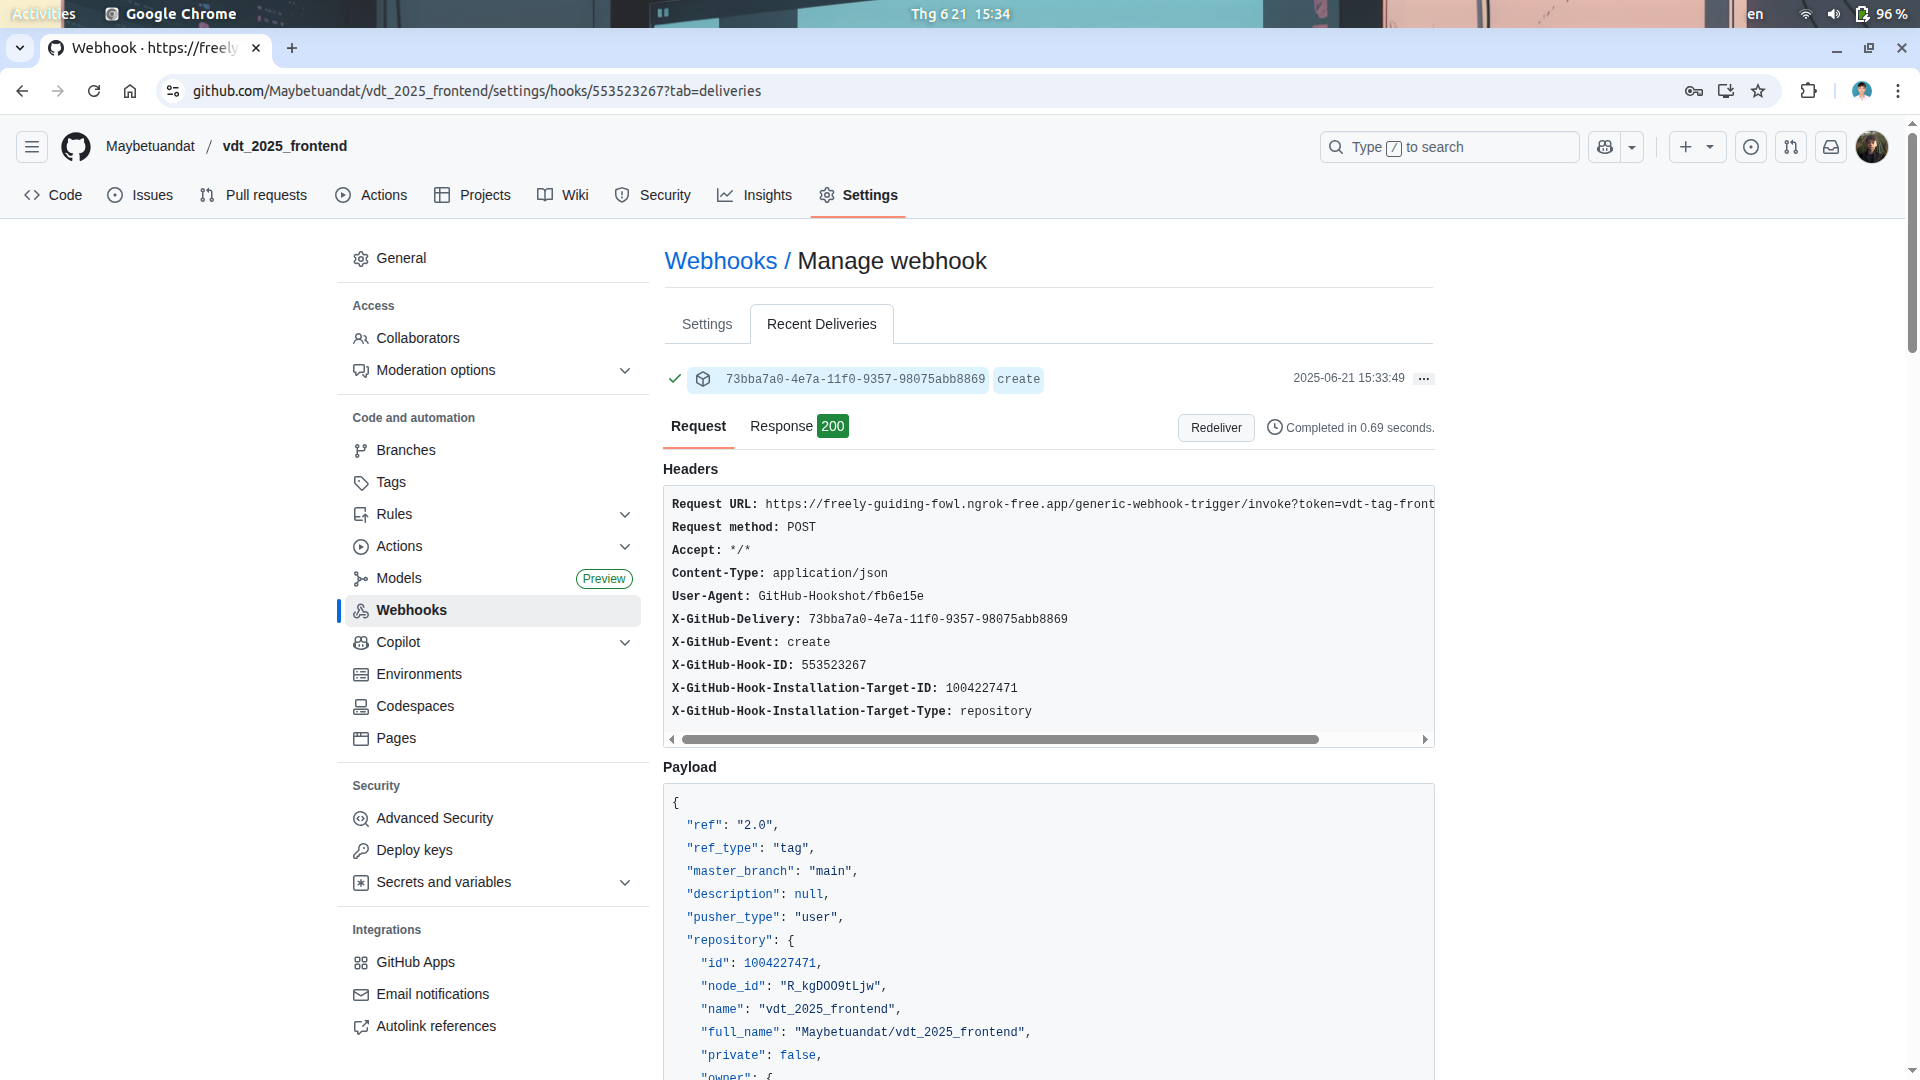 Activities
Google Chrome
Thg 6 21 15:34
en
96 %
Webhook · https://freely
github.com/Maybetuandat/vdt_2025_frontend/settings/hooks/553523267?tab=deliveries
Maybetuandat / vdt_2025_frontend
Type / to search
Code
Issues
Pull requests
Actions
Projects
Wiki
Security
Insights
Settings
General
Access
Collaborators
Moderation options
Code and automation
Branches
Tags
Rules
Actions
Models
Preview
Webhooks
Copilot
Environments
Codespaces
Pages
Security
Advanced Security
Deploy keys
Secrets and variables
Integrations
GitHub Apps
Email notifications
Autolink references
Webhooks / Manage webhook
Settings
Recent Deliveries
73bba7a0-4e7a-11f0-9357-98075abb8869 create
2025-06-21 15:33:49
Request
Response 200
Redeliver
Completed in 0.69 seconds.
Headers
Request URL: https://freely-guiding-fowl.ngrok-free.app/generic-webhook-trigger/invoke?token=vdt-tag-front
Request method: POST
Accept: */*
Content-Type: application/json
User-Agent: GitHub-Hookshot/fb6e15e
X-GitHub-Delivery: 73bba7a0-4e7a-11f0-9357-98075abb8869
X-GitHub-Event: create
X-GitHub-Hook-ID: 553523267
X-GitHub-Hook-Installation-Target-ID: 1004227471
X-GitHub-Hook-Installation-Target-Type: repository
Payload
{
"ref": "2.0",
"ref_type": "tag",
"master_branch": "main",
"description": null,
"pusher_type": "user",
"repository": {
"id": 1004227471,
"node_id": "R_kgDOO9tLjw",
"name": "vdt_2025_frontend",
"full_name": "Maybetuandat/vdt_2025_frontend",
"private": false,
"owner": {